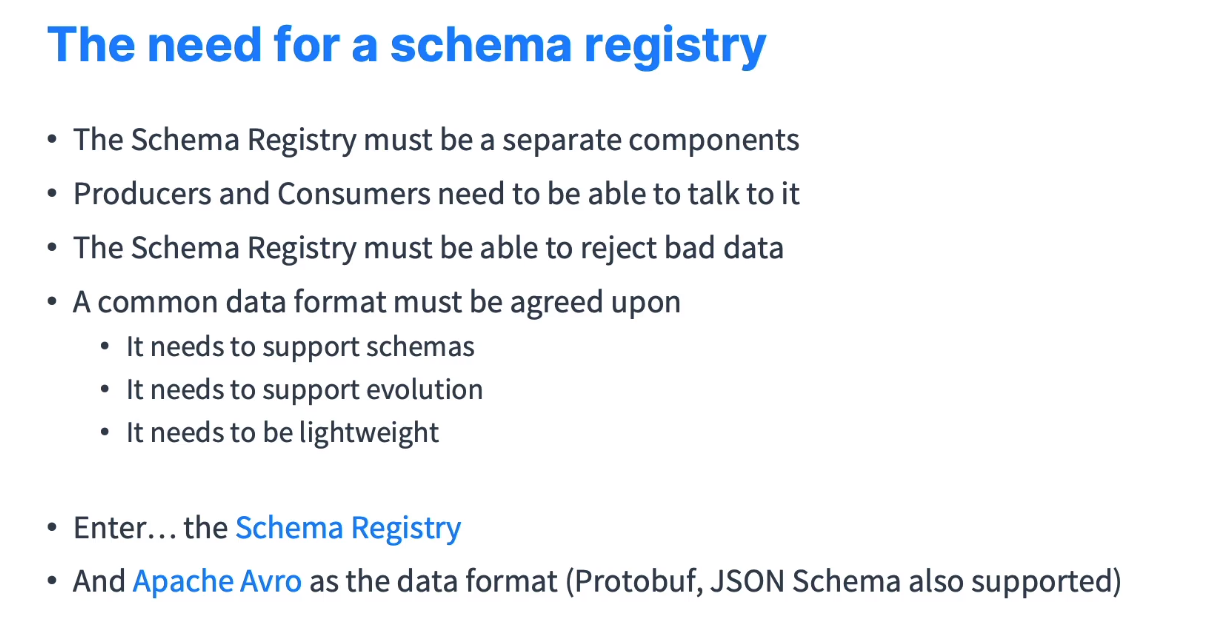 The need for a schema registry
• The Schema Registry must be a separate components
• Producers and Consumers need to be able to talk to it
• The Schema Registry must be able to reject bad data
• A common data format must be agreed upon
• It needs to support schemas
• It needs to support evolution
• It needs to be lightweight
• Enter… the Schema Registry
• And Apache Avro as the data format (Protobuf, JSON Schema also supported)